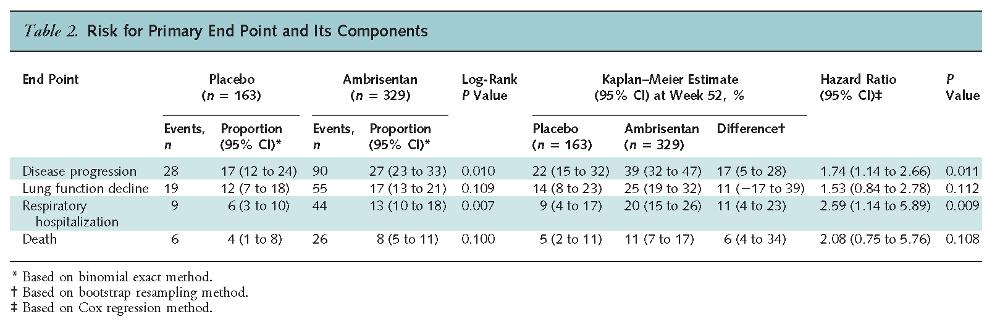 Table 2. Risk for Primary End Point and Its Components
End Point Placebo Ambrisentan Log-Rank Kaplan–Meier Estimate Hazard Ratio P
(n = 163) (n = 329) P Value (95% CI) at Week 52, % (95% CI)‡ Value
Events, Proportion Events, Proportion Placebo Ambrisentan Difference†
n (95% CI)* n (95% CI)* (n = 163) (n = 329)
Disease progression 28 17 (12 to 24) 90 27 (23 to 33) 0.010 22 (15 to 32) 39 (32 to 47) 17 (5 to 28) 1.74 (1.14 to 2.66) 0.011
Lung function decline 19 12 (7 to 18) 55 17 (13 to 21) 0.109 14 (8 to 23) 25 (19 to 32) 11 (−17 to 39) 1.53 (0.84 to 2.78) 0.112
Respiratory 9 6 (3 to 10) 44 13 (10 to 18) 0.007 9 (4 to 17) 20 (15 to 26) 11 (4 to 23) 2.59 (1.14 to 5.89) 0.009
hospitalization
Death 6 4 (1 to 8) 26 8 (5 to 11) 0.100 5 (2 to 11) 11 (7 to 17) 6 (4 to 34) 2.08 (0.75 to 5.76) 0.108
* Based on binomial exact method.
† Based on bootstrap resampling method.
‡ Based on Cox regression method.